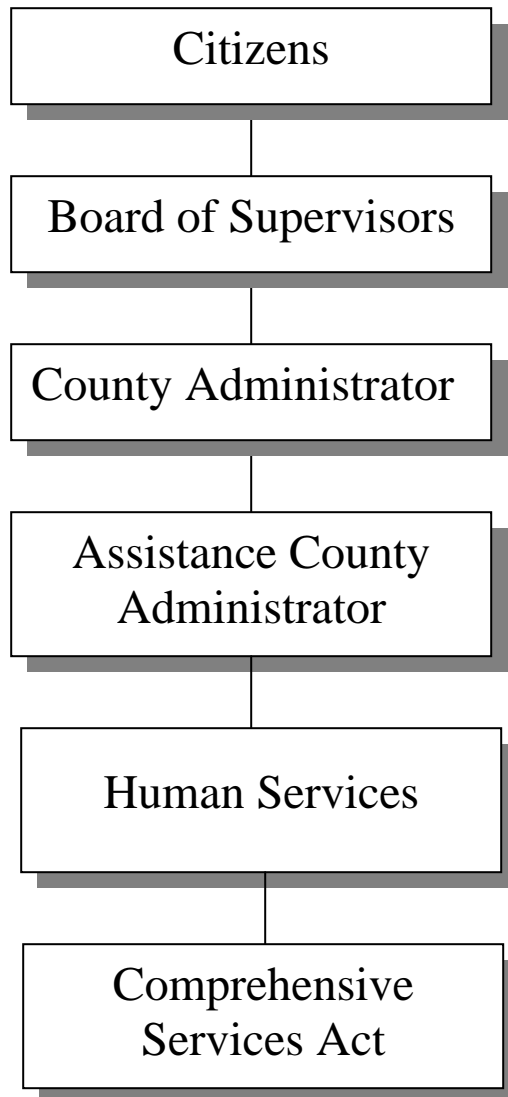 Citizens
Board of Supervisors
County Administrator
Assistance County
Administrator
Human Services
Comprehensive
Services Act